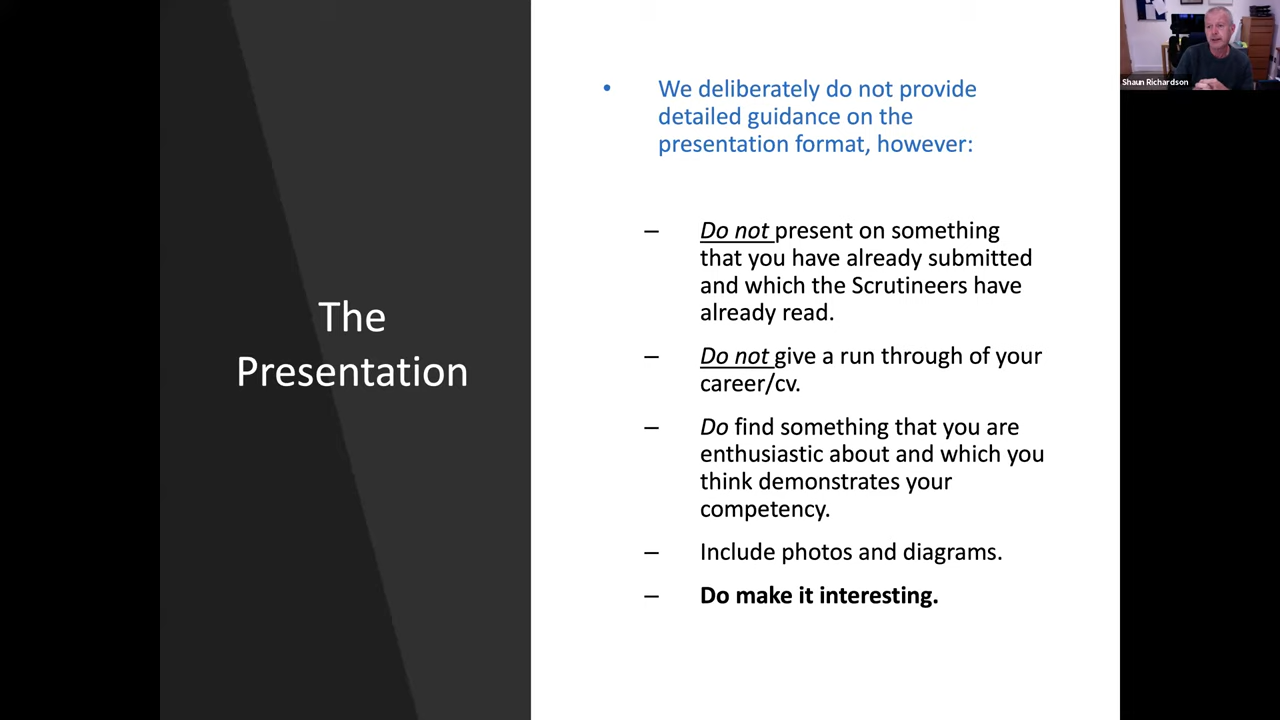 The
Presentation
• We deliberately do not provide
detailed guidance on the
presentation format, however:
– Do not present on something
that you have already submitted
and which the Scrutineers have
already read.
– Do not give a run through of your
career/cv.
– Do find something that you are
enthusiastic about and which you
think demonstrates your
competency.
– Include photos and diagrams.
– Do make it interesting.
Shaun Richardson